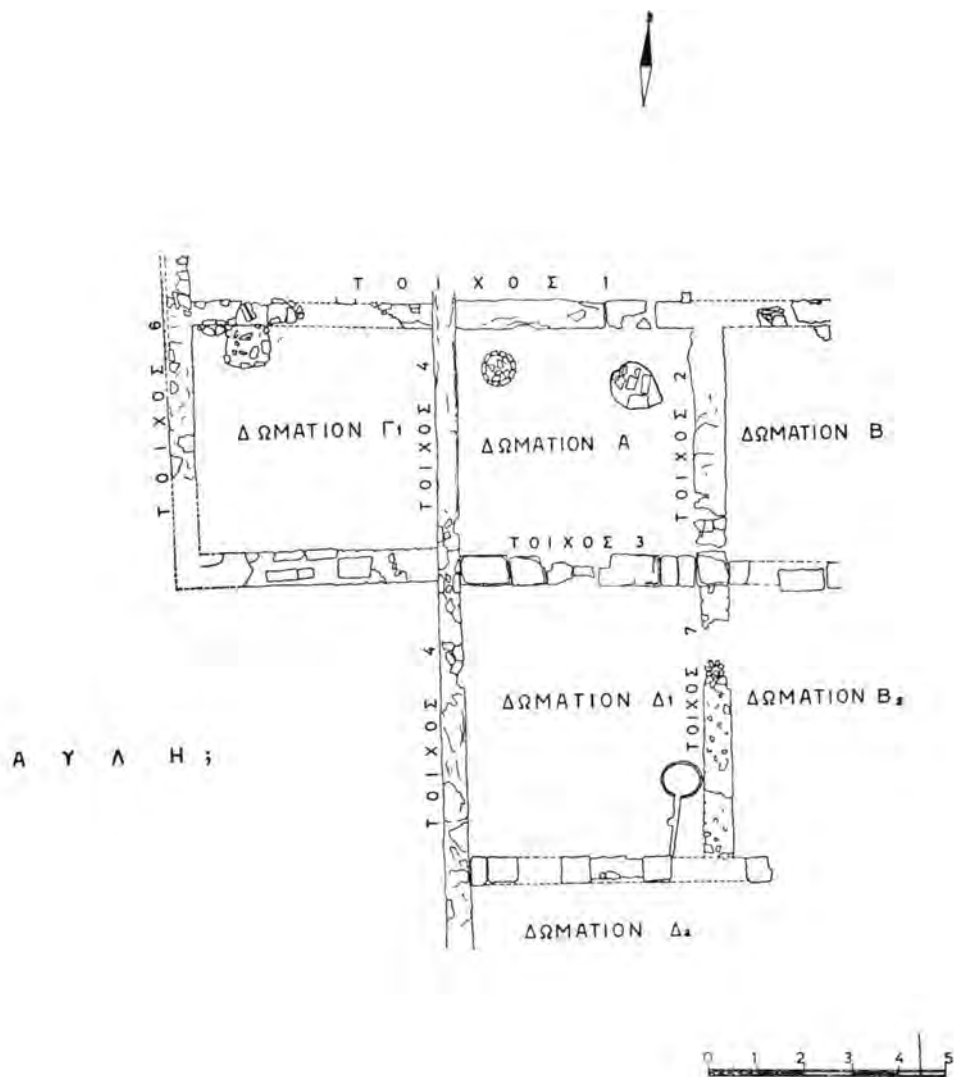 ΤΟΙΧΟΣ 1
ΤΟΙΧΟΣ 6
ΔΩΜΑΤΙΟΝ Γ1
ΤΟΙΧΟΣ 4
ΔΩΜΑΤΙΟΝ Α
ΤΟΙΧΟΣ 2
ΔΩΜΑΤΙΟΝ Β
ΤΟΙΧΟΣ 3
ΤΟΙΧΟΣ 4
ΔΩΜΑΤΙΟΝ Δ1
ΤΟΙΧΟΣ 7
ΔΩΜΑΤΙΟΝ Β2
ΑΥΛΗ;
ΔΩΜΑΤΙΟΝ Δ2
0 1 2 3 4 5